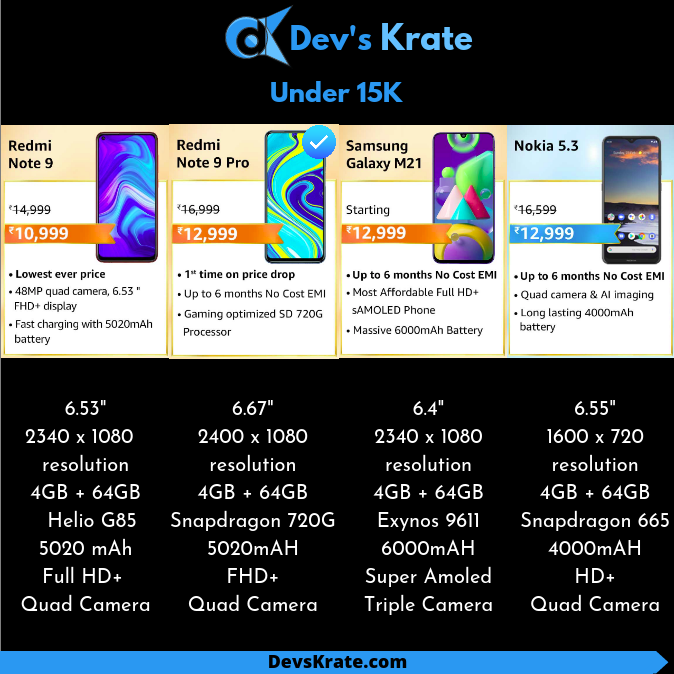 Dev's Krate
Under 15K
Redmi
Note 9
₹14,999
₹10,999
• Lowest ever price
• 48MP quad camera, 6.53 "
FHD+ display
• Fast charging with 5020mAh
battery
Redmi
Note 9 Pro
₹16,999
₹12,999
• 1st time on price drop
• Up to 6 months No Cost EMI
• Gaming optimized SD 720G
Processor
Samsung
Galaxy M21
Starting
₹12,999
• Up to 6 months No Cost EMI
• Most Affordable Full HD+
sAMOLED Phone
• Massive 6000mAh Battery
Nokia 5.3
₹16,599
₹12,999
• Up to 6 months No Cost EMI
• Quad camera & AI imaging
• Long lasting 4000mAh
battery
6.53"
2340 x 1080
resolution
4GB + 64GB
Helio G85
5020 mAh
Full HD+
Quad Camera
6.67"
2400 x 1080
resolution
4GB + 64GB
Snapdragon 720G
5020mAH
FHD+
Quad Camera
6.4"
2340 x 1080
resolution
4GB + 64GB
Exynos 9611
6000mAH
Super Amoled
Triple Camera
6.55"
1600 x 720
resolution
4GB + 64GB
Snapdragon 665
4000mAH
HD+
Quad Camera
DevsKrate.com